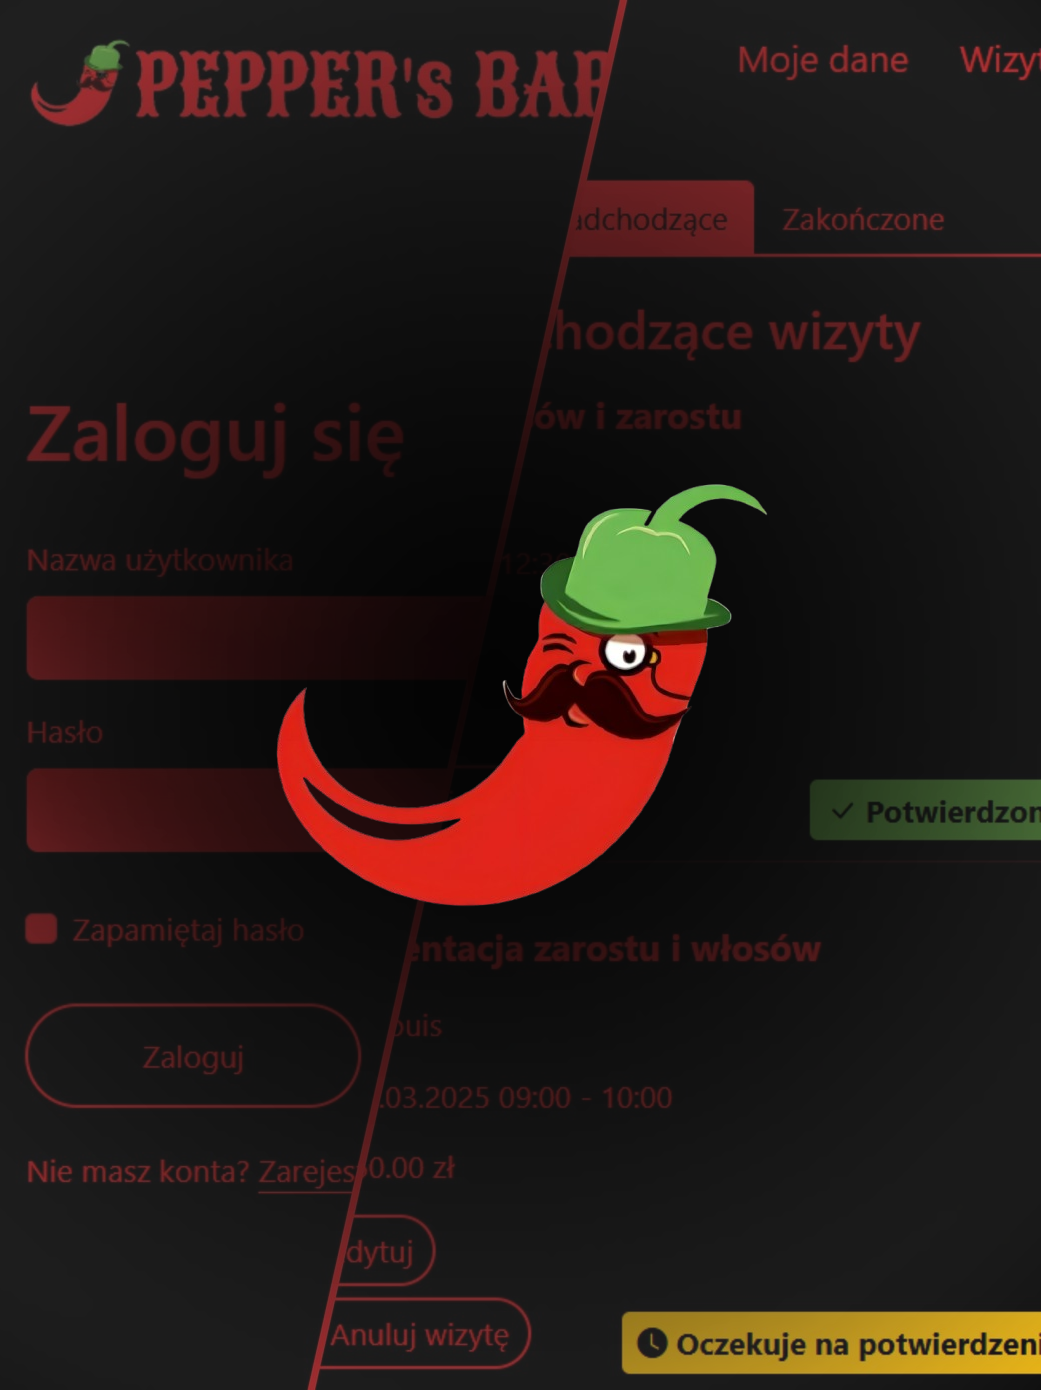 PEPPER's BAR
Zaloguj się
Nazwa użytkownika
Hasło
Zapamiętaj hasło
Zaloguj
Nie masz konta? Zarejes
Moje dane Wizyt
adchodzące Zakończone
hodzące wizyty
ów i zarostu
12:3
✓ Potwierdzon
entacja zarostu i włosów
ouis
.03.2025 09:00 - 10:00
0.00 zł
dytuj
Anuluj wizytę
Oczekuje na potwierdzeni